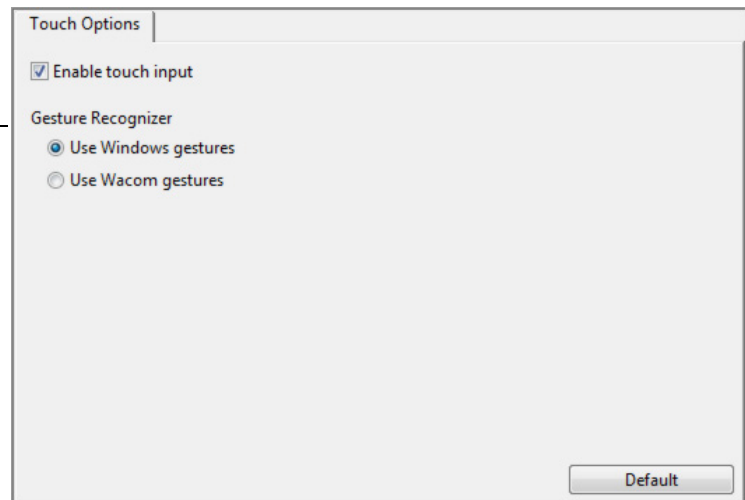 Touch Options
Enable touch input
Gesture Recognizer
Use Windows gestures
Use Wacom gestures
Default